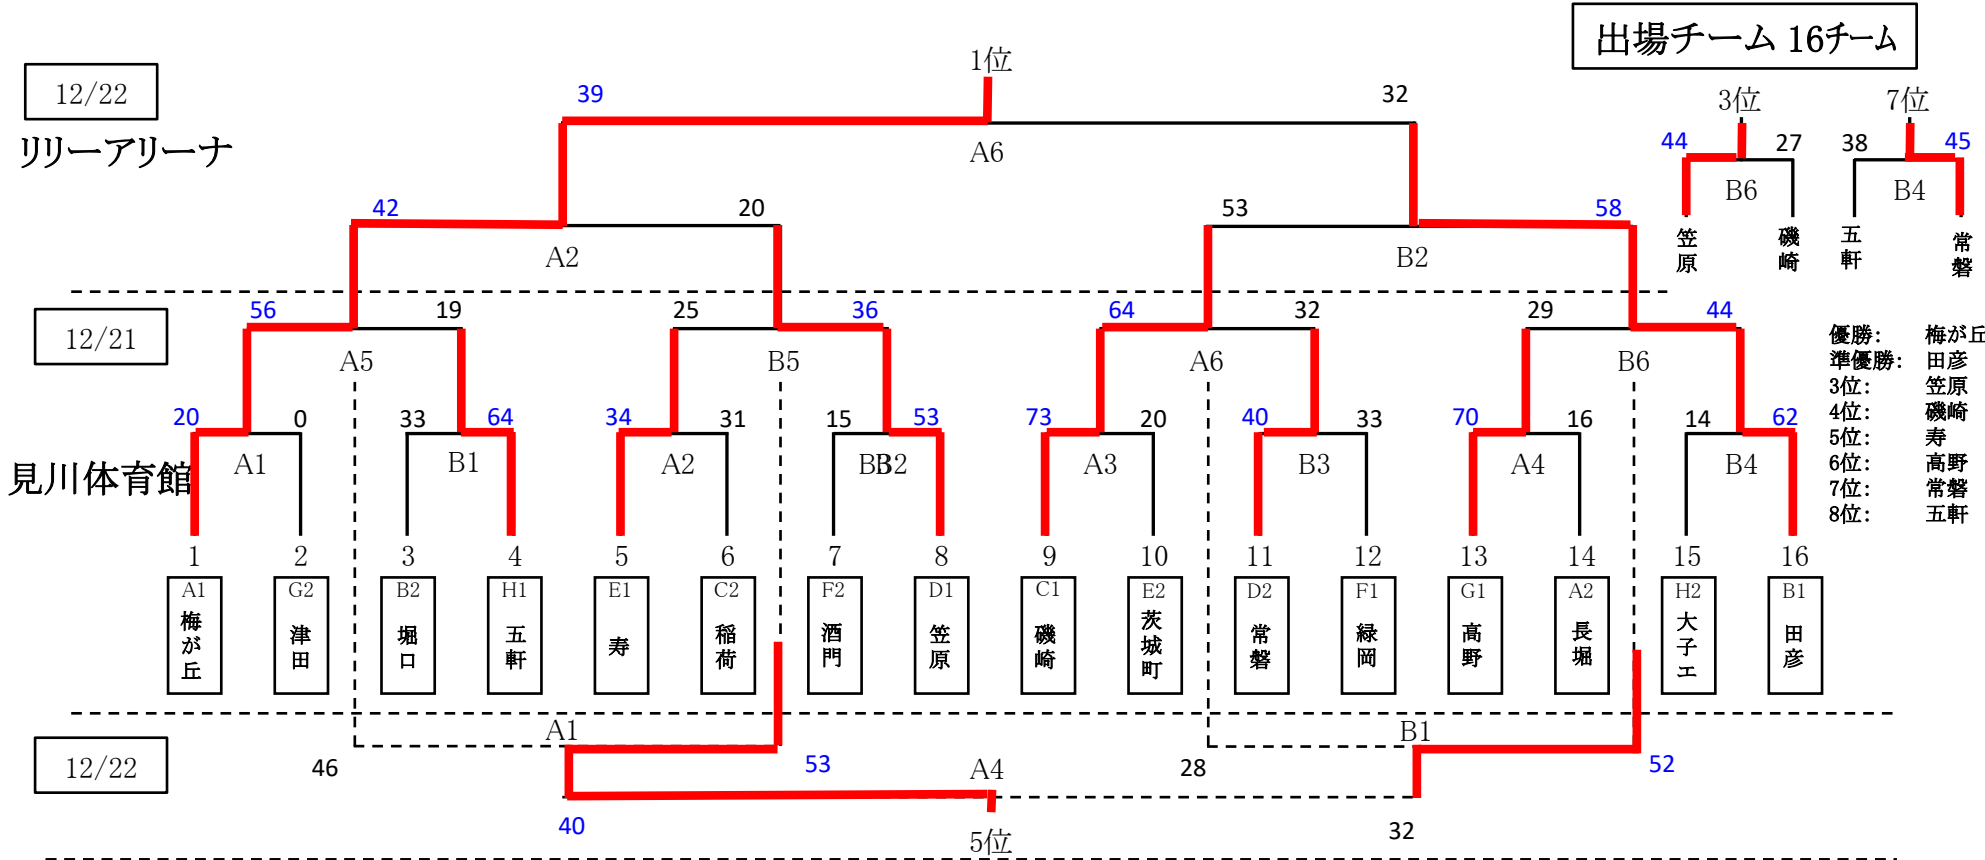 出場チーム 16チーム
1位
12/22
39
32
3位
7位
リリーアリーナ
A6
44
27
38
45
B6
B4
42
20
53
58
笠原
磯崎
五軒
常磐
A2
B2
56
19
25
36
64
32
29
44
12/21
A5
B5
A6
B6
優勝: 梅が丘
準優勝: 田彦
3位: 笠原
4位: 磯崎
5位: 寿
6位: 高野
7位: 常磐
8位: 五軒
20
0
33
64
34
31
15
53
73
20
40
33
70
16
14
62
見川体育館
A1
B1
A2
B2
A3
B3
A4
B4
1
2
3
4
5
6
7
8
9
10
11
12
13
14
15
16
A1
G2
B2
H1
E1
C2
F2
D1
C1
E2
D2
F1
G1
A2
H2
B1
梅が丘
津田
堀口
五軒
寿
稲荷
酒門
笠原
磯崎
茨城町
常磐
緑岡
高野
長堀
大子エ
田彦
A1
B1
12/22
46
53
A4
28
52
40
32
5位